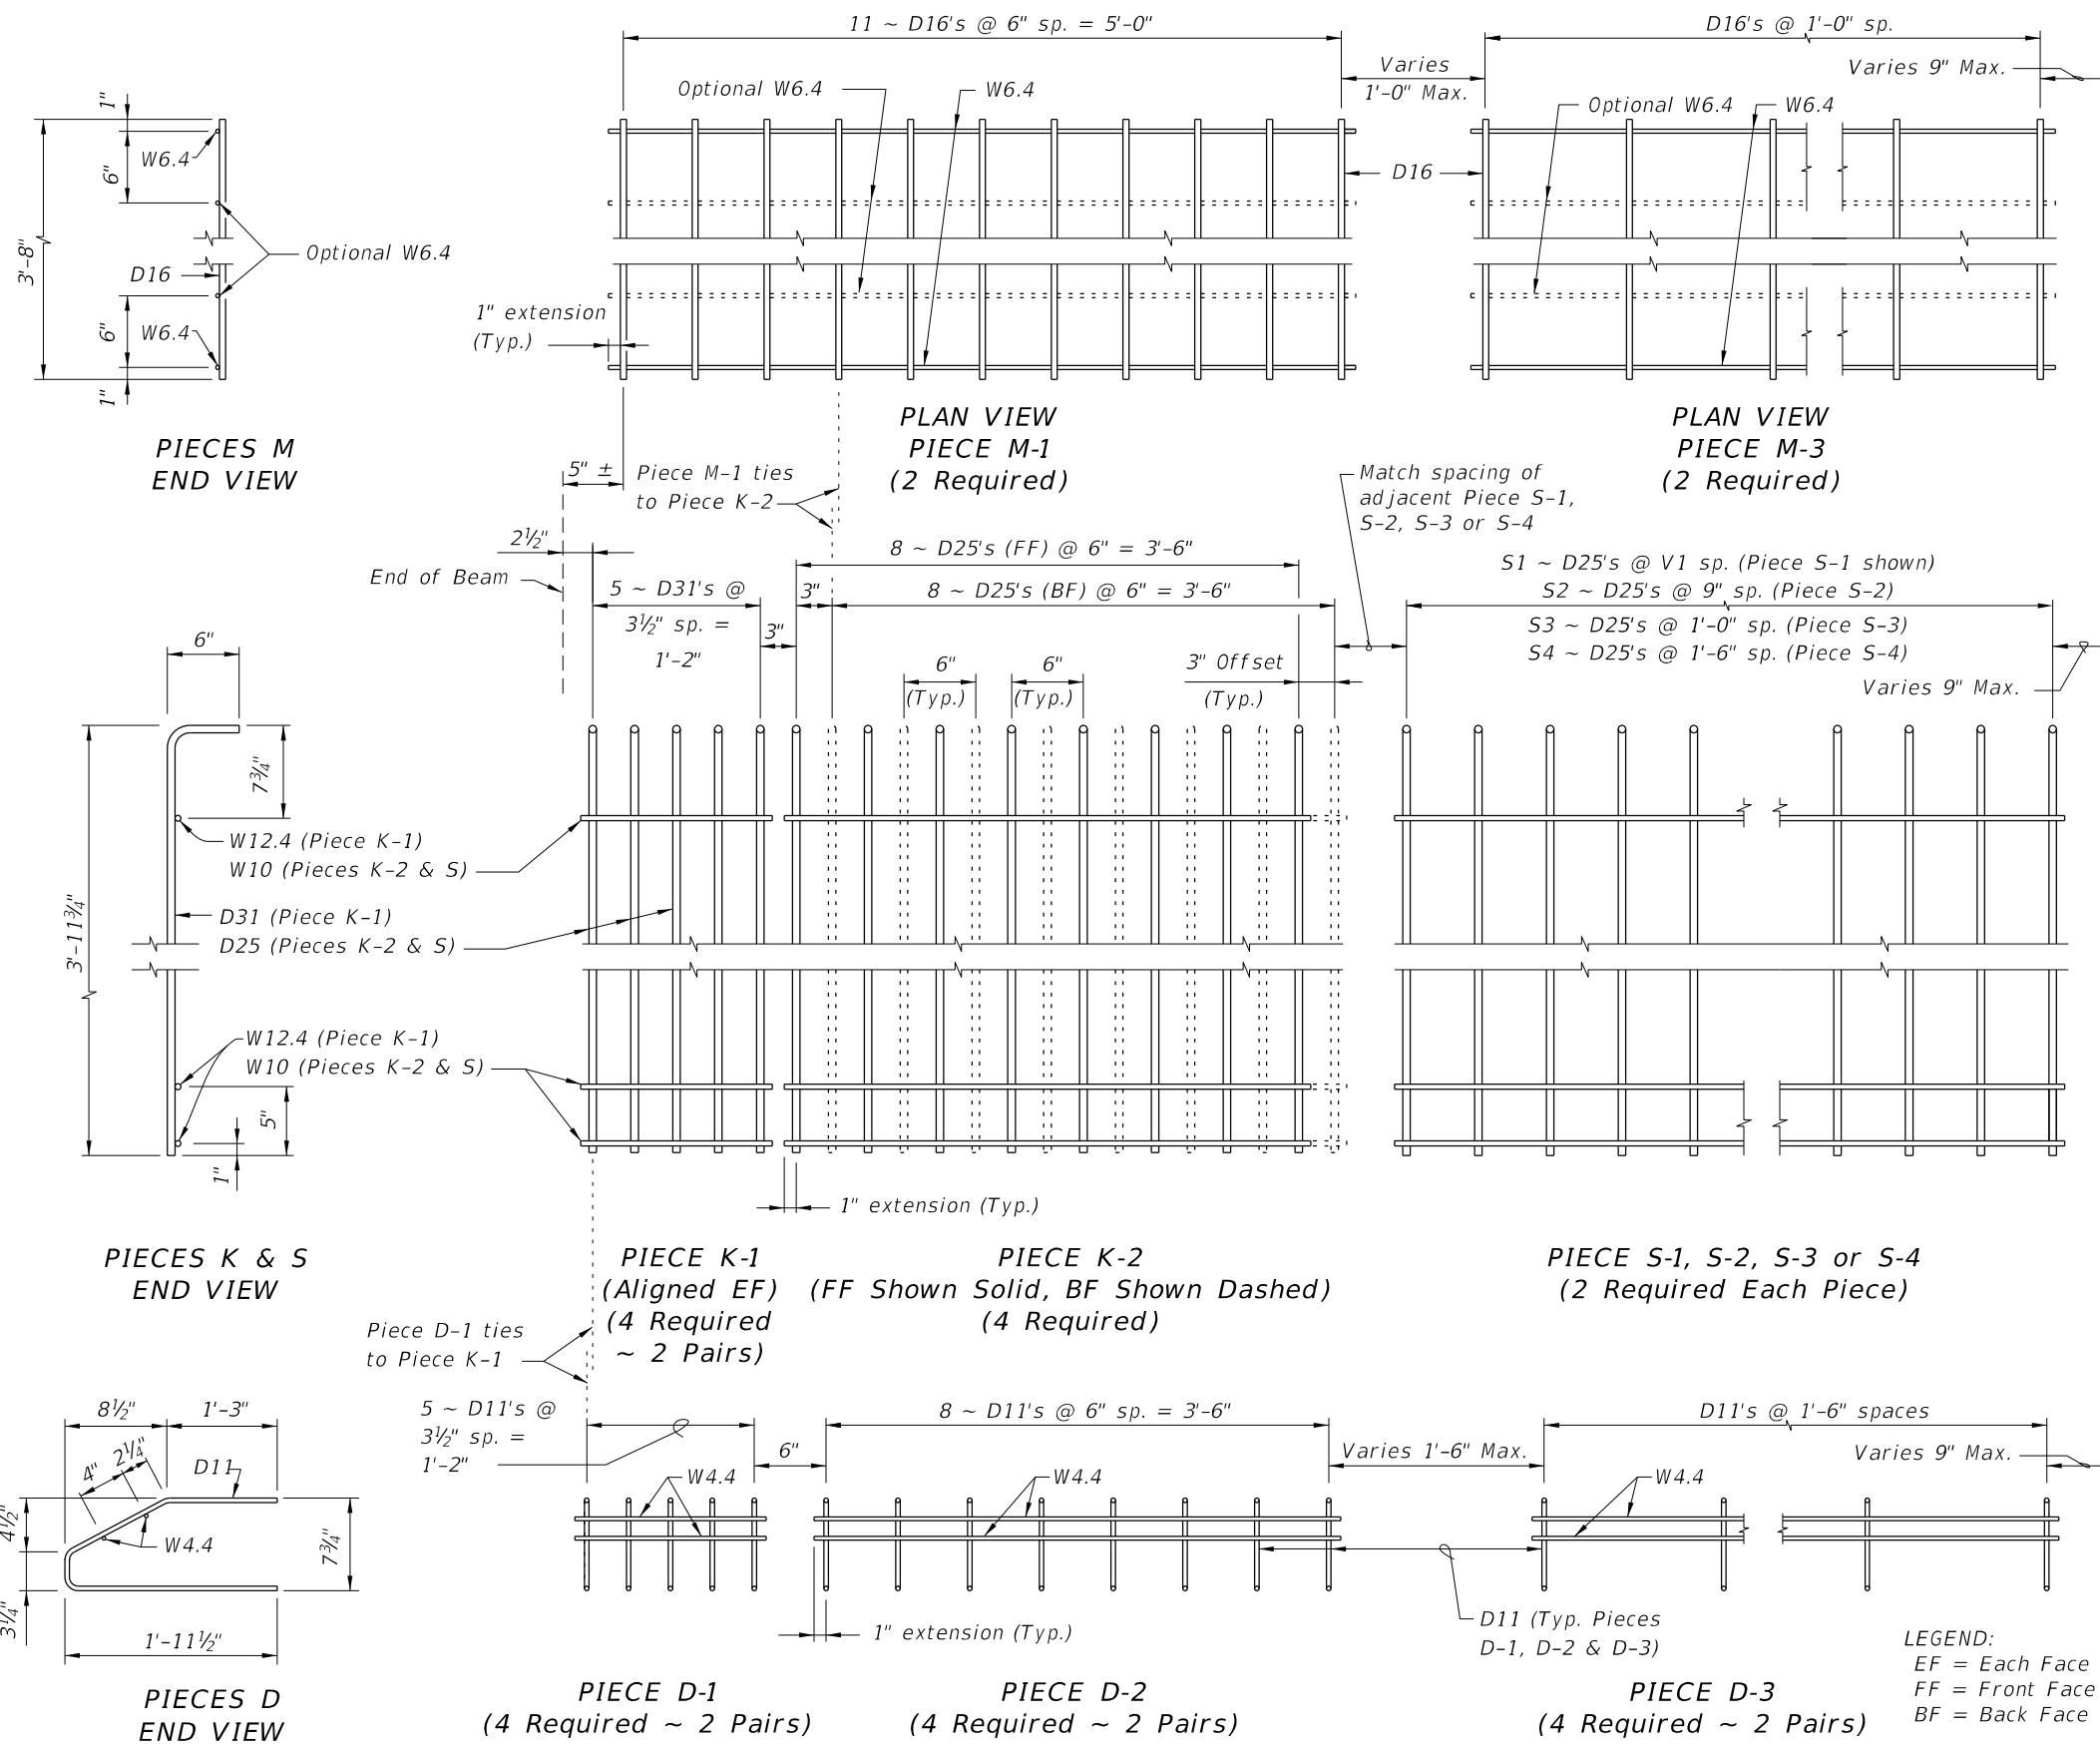 11 ~ D16's @ 6" sp. = 5'-0"
D16's @ 1'-0" sp.
Varies
1'-0" Max.
Varies 9" Max.
Optional W6.4
W6.4
Optional W6.4
W6.4
1"
6"
W6.4
3'-8"
Optional W6.4
D16
6"
W6.4
1"
D16
1" extension
(Typ.)
PIECES M
END VIEW
PLAN VIEW
PIECE M-1
(2 Required)
PLAN VIEW
PIECE M-3
(2 Required)
5" ±
Piece M-1 ties
to Piece K-2
Match spacing of
adjacent Piece S-1,
S-2, S-3 or S-4
2½"
End of Beam
5 ~ D31's @
3½" sp. =
1'-2"
3"
3"
8 ~ D25's (FF) @ 6" = 3'-6"
8 ~ D25's (BF) @ 6" = 3'-6"
6"
(Typ.)
6"
(Typ.)
3" Offset
(Typ.)
S1 ~ D25's @ V1 sp. (Piece S-1 shown)
S2 ~ D25's @ 9" sp. (Piece S-2)
S3 ~ D25's @ 1'-0" sp. (Piece S-3)
S4 ~ D25's @ 1'-6" sp. (Piece S-4)
Varies 9" Max.
6"
7¾"
W12.4 (Piece K-1)
W10 (Pieces K-2 & S)
3'-11¾"
D31 (Piece K-1)
D25 (Pieces K-2 & S)
W12.4 (Piece K-1)
W10 (Pieces K-2 & S)
5"
1"
1" extension (Typ.)
PIECES K & S
END VIEW
PIECE K-1
(Aligned EF)
(4 Required
~ 2 Pairs)
PIECE K-2
(FF Shown Solid, BF Shown Dashed)
(4 Required)
PIECE S-1, S-2, S-3 or S-4
(2 Required Each Piece)
Piece D-1 ties
to Piece K-1
8½"
1'-3"
2¼"
4"
D11
4½"
W4.4
7¾"
3¼"
1'-11½"
5 ~ D11's @
3½" sp. =
1'-2"
6"
8 ~ D11's @ 6" sp. = 3'-6"
Varies 1'-6" Max.
D11's @ 1'-6" spaces
Varies 9" Max.
W4.4
W4.4
W4.4
1" extension (Typ.)
D11 (Typ. Pieces
D-1, D-2 & D-3)
LEGEND:
EF = Each Face
FF = Front Face
BF = Back Face
PIECES D
END VIEW
PIECE D-1
(4 Required ~ 2 Pairs)
PIECE D-2
(4 Required ~ 2 Pairs)
PIECE D-3
(4 Required ~ 2 Pairs)